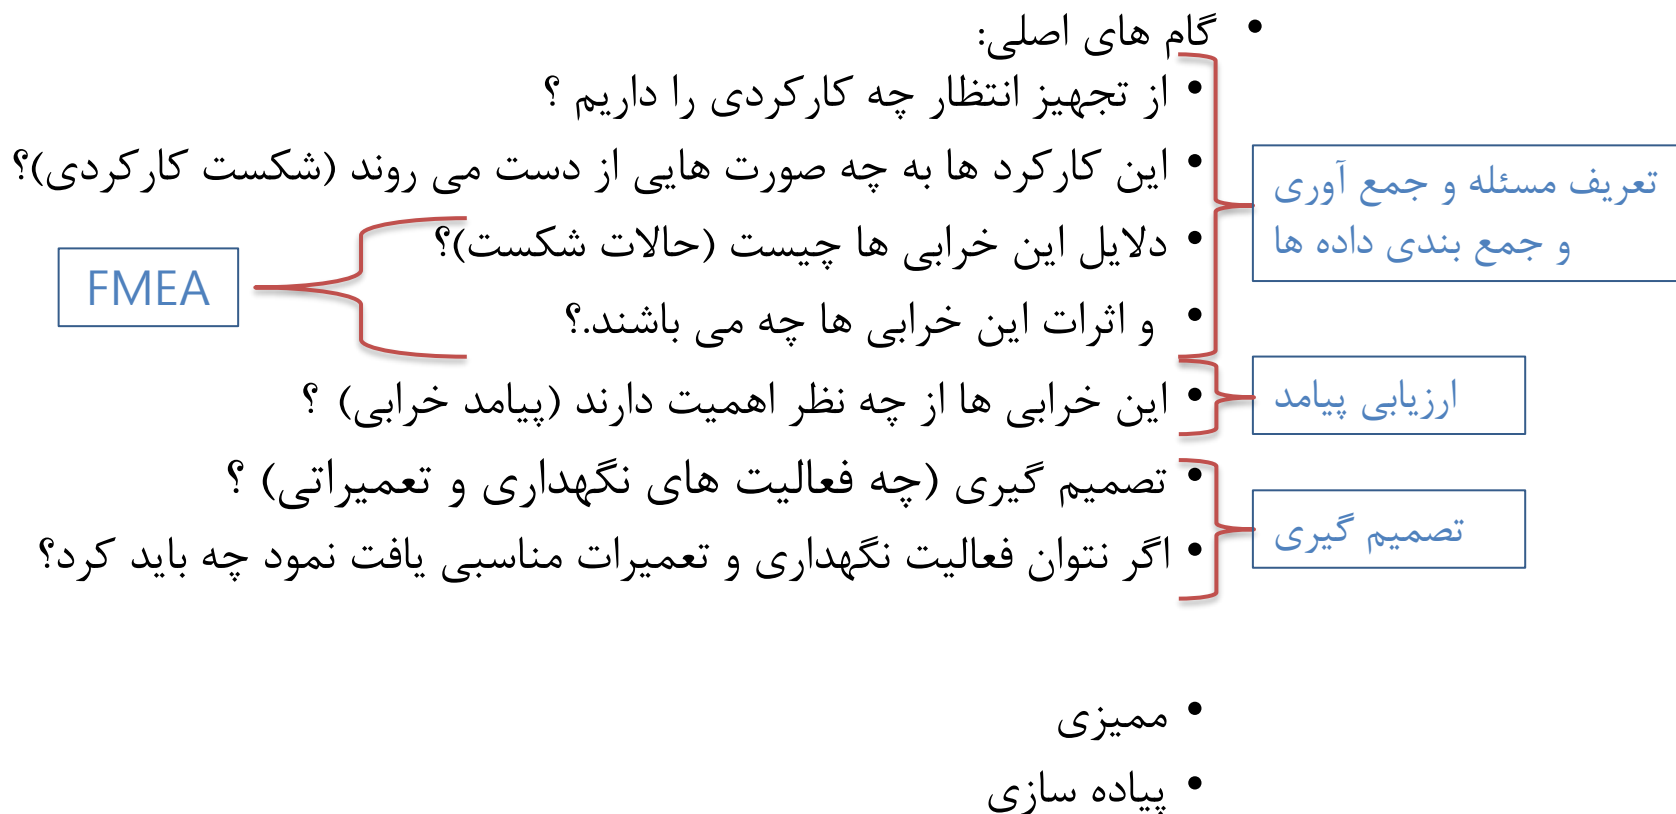 • گام های اصلی:
• از تجهیز انتظار چه کارکردی را داریم ؟
• این کارکرد ها به چه صورت هایی از دست می روند (شکست کارکردی)؟
• دلایل این خرابی ها چیست (حالات شکست)؟
• و اثرات این خرابی ها چه می باشند.؟
• این خرابی ها از چه نظر اهمیت دارند (پیامد خرابی) ؟
• تصمیم گیری (چه فعالیت های نگهداری و تعمیراتی) ؟
• اگر نتوان فعالیت نگهداری و تعمیرات مناسبی یافت نمود چه باید کرد؟
• ممیزی
• پیاده سازی
تعریف مسئله و جمع آوری
و جمع بندی داده ها
ارزیابی پیامد
تصمیم گیری
FMEA